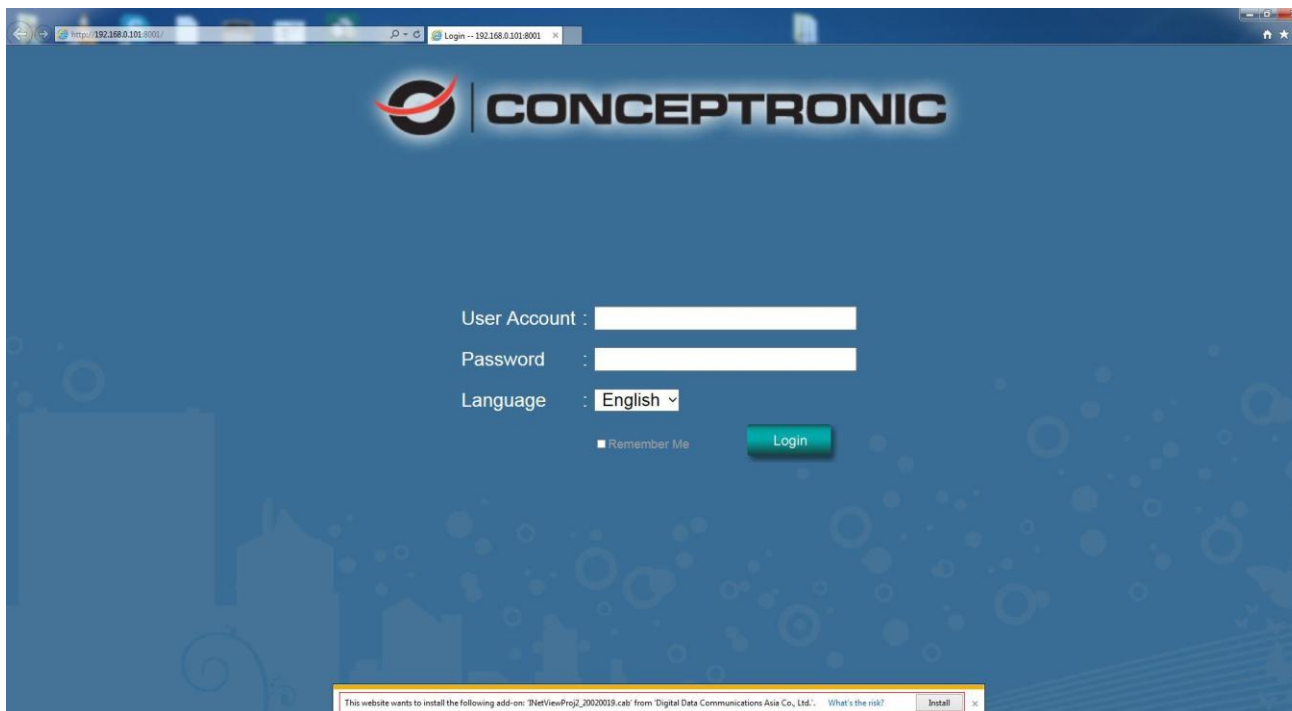 http://192.168.0.101:8001/
Login -- 192.168.0.101:8001
CONCEPTRONIC
User Account :
Password :
Language : English
Remember Me
Login
This website wants to install the following add-on: 'INetViewProj2_20020019.cab' from 'Digital Data Communications Asia Co., Ltd.'. What's the risk? Install